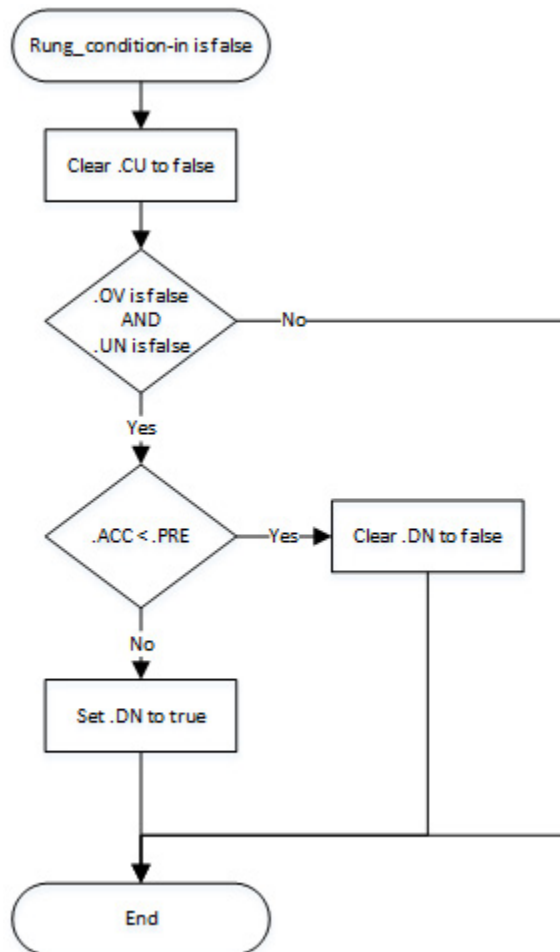 Rung_condition-in is false
Clear .CU to false
.OV is false
AND
.UN is false
No
Yes
.ACC < .PRE
Yes
Clear .DN to false
No
Set .DN to true
End